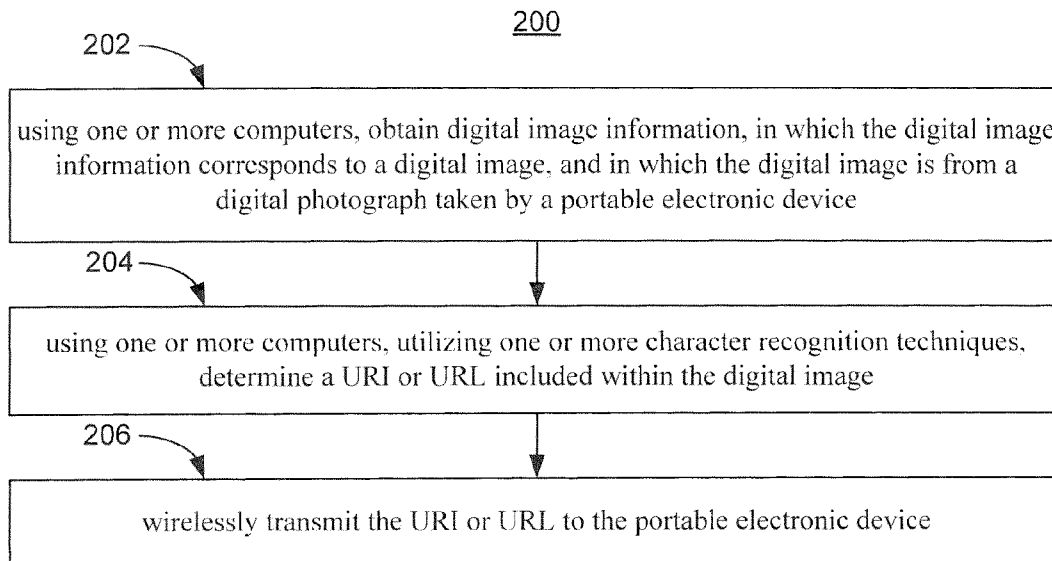 200
202
using one or more computers, obtain digital image information, in which the digital image
information corresponds to a digital image, and in which the digital image is from a
digital photograph taken by a portable electronic device
204
using one or more computers, utilizing one or more character recognition techniques,
determine a URI or URL included within the digital image
206
wirelessly transmit the URI or URL to the portable electronic device